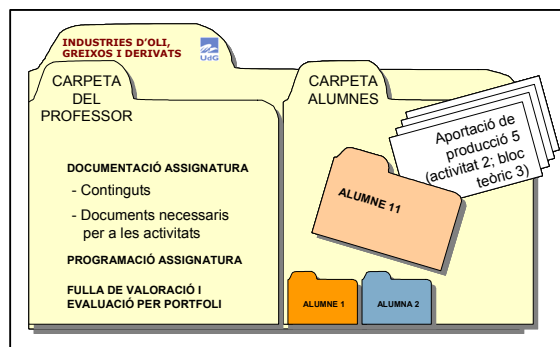 INDUSTRIES D'OLI,
GREIXOS I DERIVATS
UdG
CARPETA
DEL
PROFESSOR
DOCUMENTACIÓ ASSIGNATURA
- Continguts
- Documents necessaris
per a les activitats
PROGRAMACIÓ ASSIGNATURA
FULLA DE VALORACIÓ I
EVALUACIÓ PER PORTFOLI
CARPETA
ALUMNES
Aportació de
producció 5
(activitat 2; bloc
teòric 3)
ALUMNE 11
ALUMNE 1
ALUMNA 2